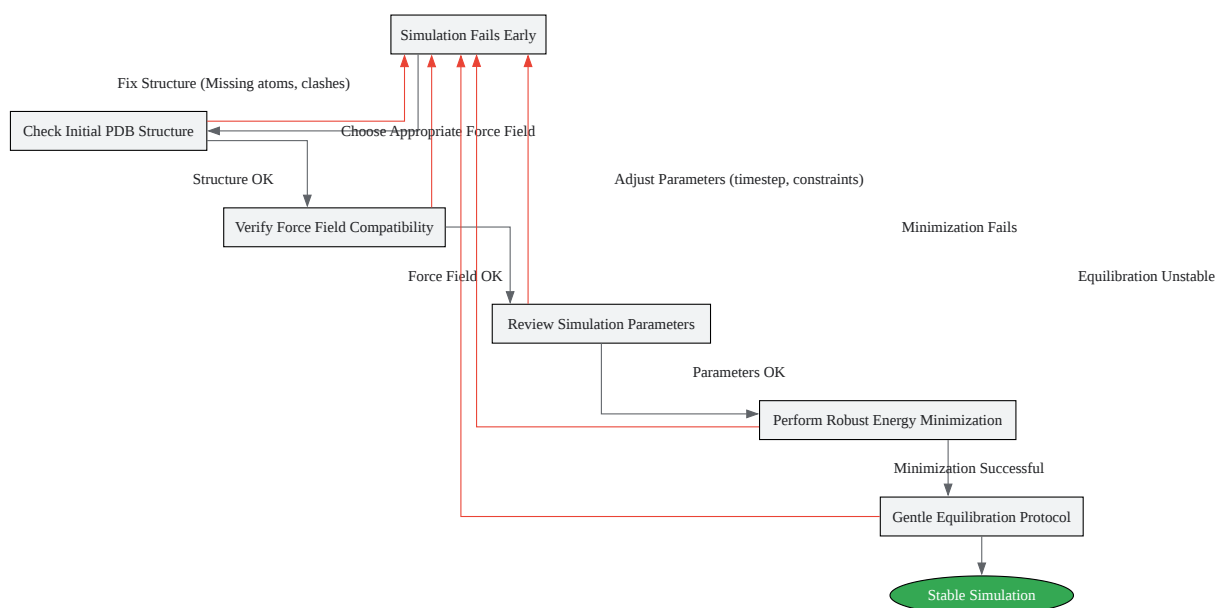 Simulation Fails Early
Fix Structure (Missing atoms, clashes)
Check Initial PDB Structure
Choose Appropriate Force Field
Structure OK
Adjust Parameters (timestep, constraints)
Verify Force Field Compatibility
Minimization Fails
Force Field OK
Equilibration Unstable
Review Simulation Parameters
Parameters OK
Perform Robust Energy Minimization
Minimization Successful
Gentle Equilibration Protocol
Stable Simulation